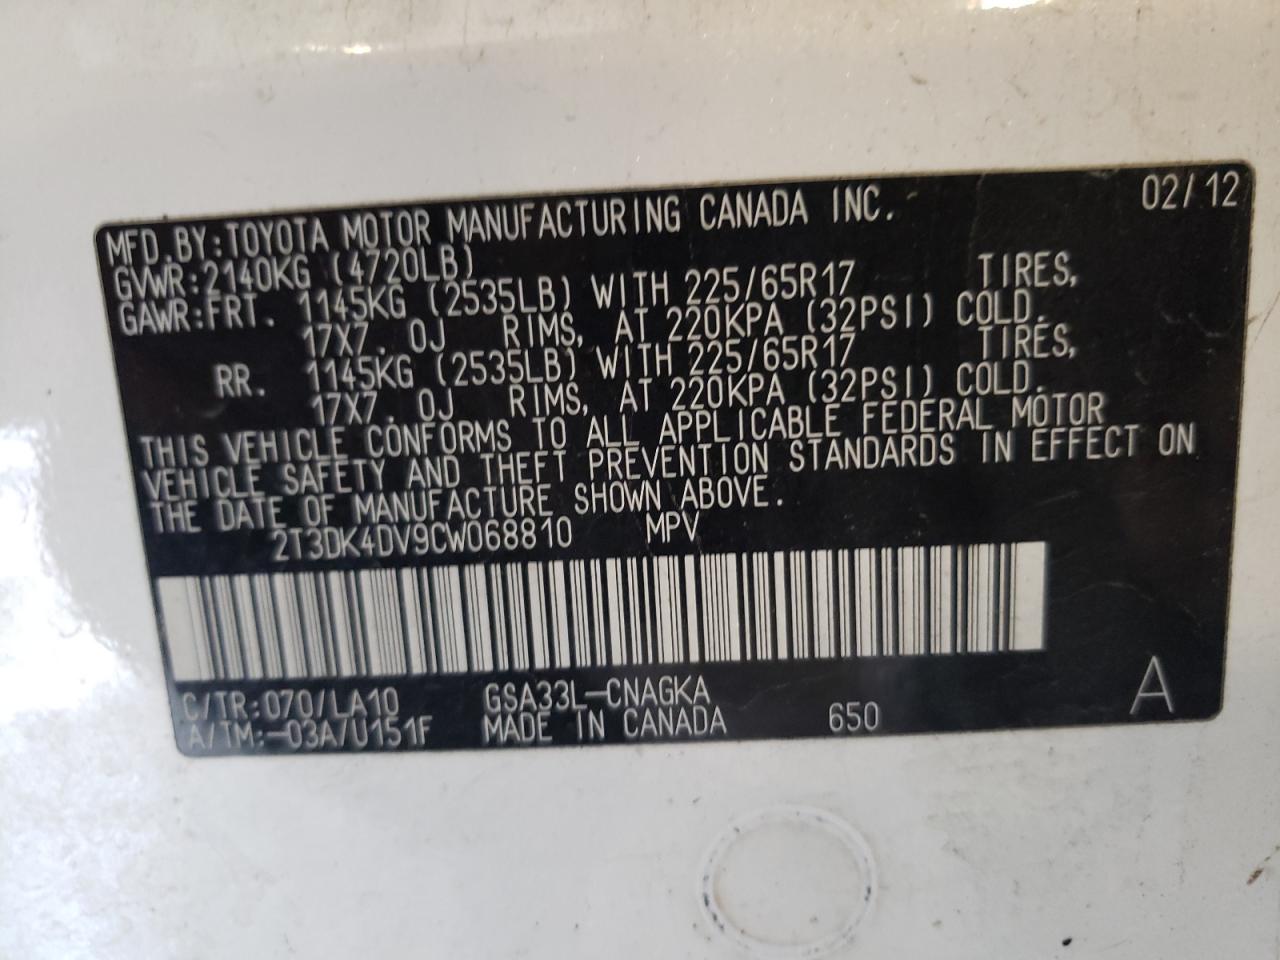 MFD.BY:TOYOTA MOTOR MANUFACTURING CANADA INC. 02/12
GVWR:2140KG (4720LB)
GAWR:FRT. 1145KG (2535LB) WITH 225/65R17 TIRES,
17X7.0J RIMS, AT 220KPA (32PSI) COLD.
RR. 1145KG (2535LB) WITH 225/65R17 TIRES,
17X7.0J RIMS, AT 220KPA (32PSI) COLD.
THIS VEHICLE CONFORMS TO ALL APPLICABLE FEDERAL MOTOR
VEHICLE SAFETY AND THEFT PREVENTION STANDARDS IN EFFECT ON
THE DATE OF MANUFACTURE SHOWN ABOVE.
2T3DK4DV9CW068810 MPV
C/TR:070/LA10 GSA33L-CNAGKA A
A/TM:-03A/U151F MADE IN CANADA 650